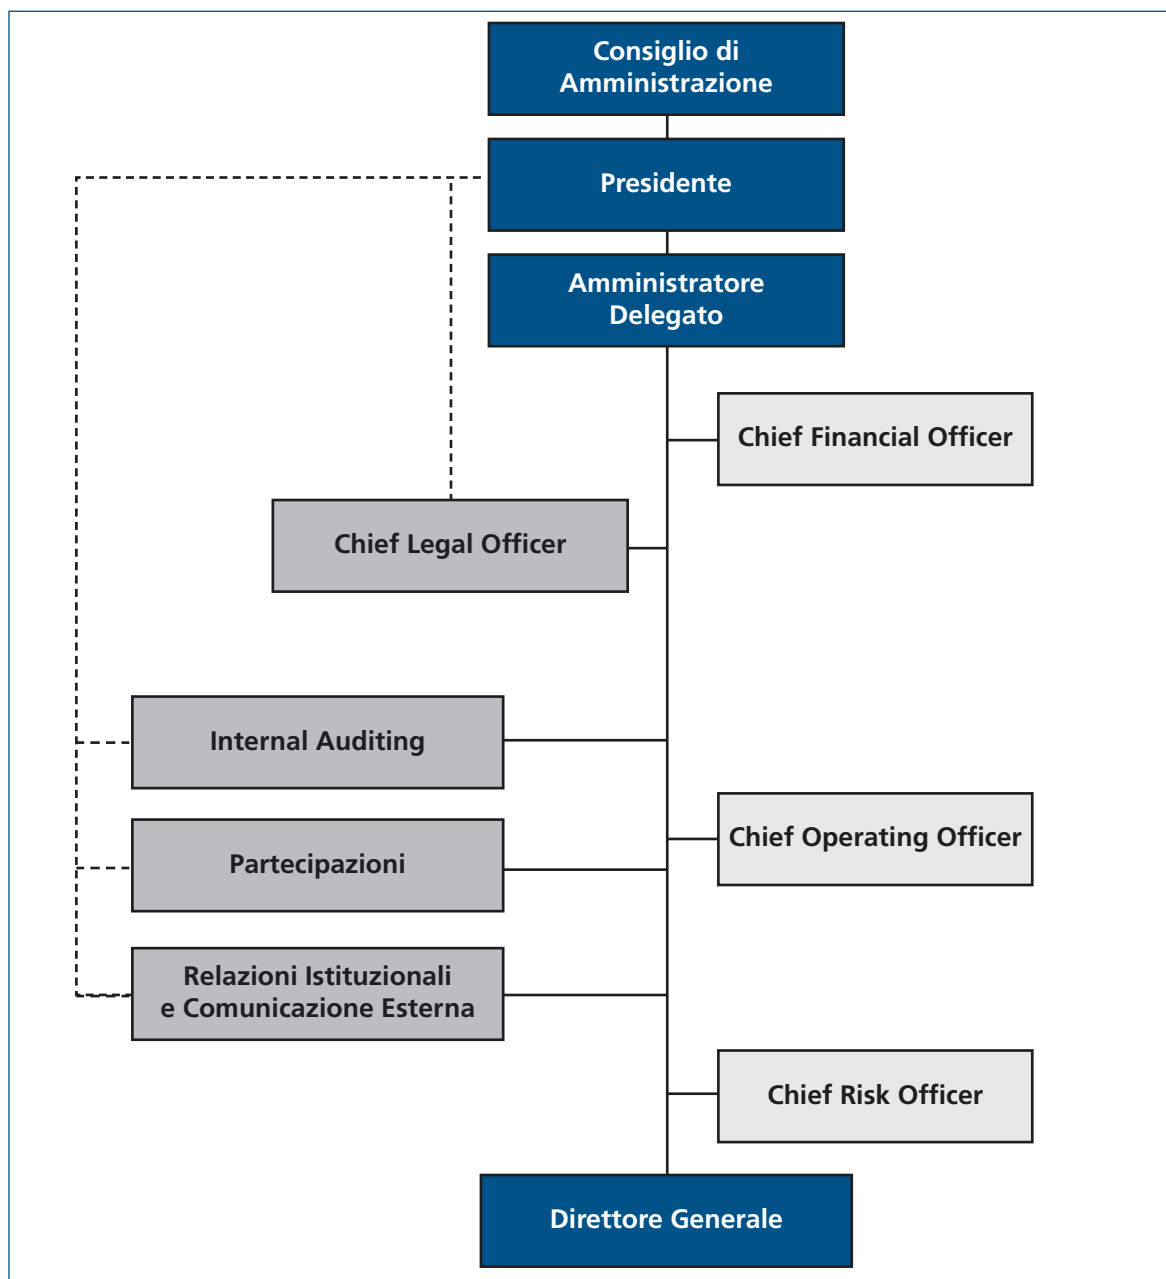 Consiglio di
Amministrazione
Presidente
Amministratore
Delegato
Chief Financial Officer
Chief Legal Officer
Internal Auditing
Chief Operating Officer
Partecipazioni
Relazioni Istituzionali
e Comunicazione Esterna
Chief Risk Officer
Direttore Generale